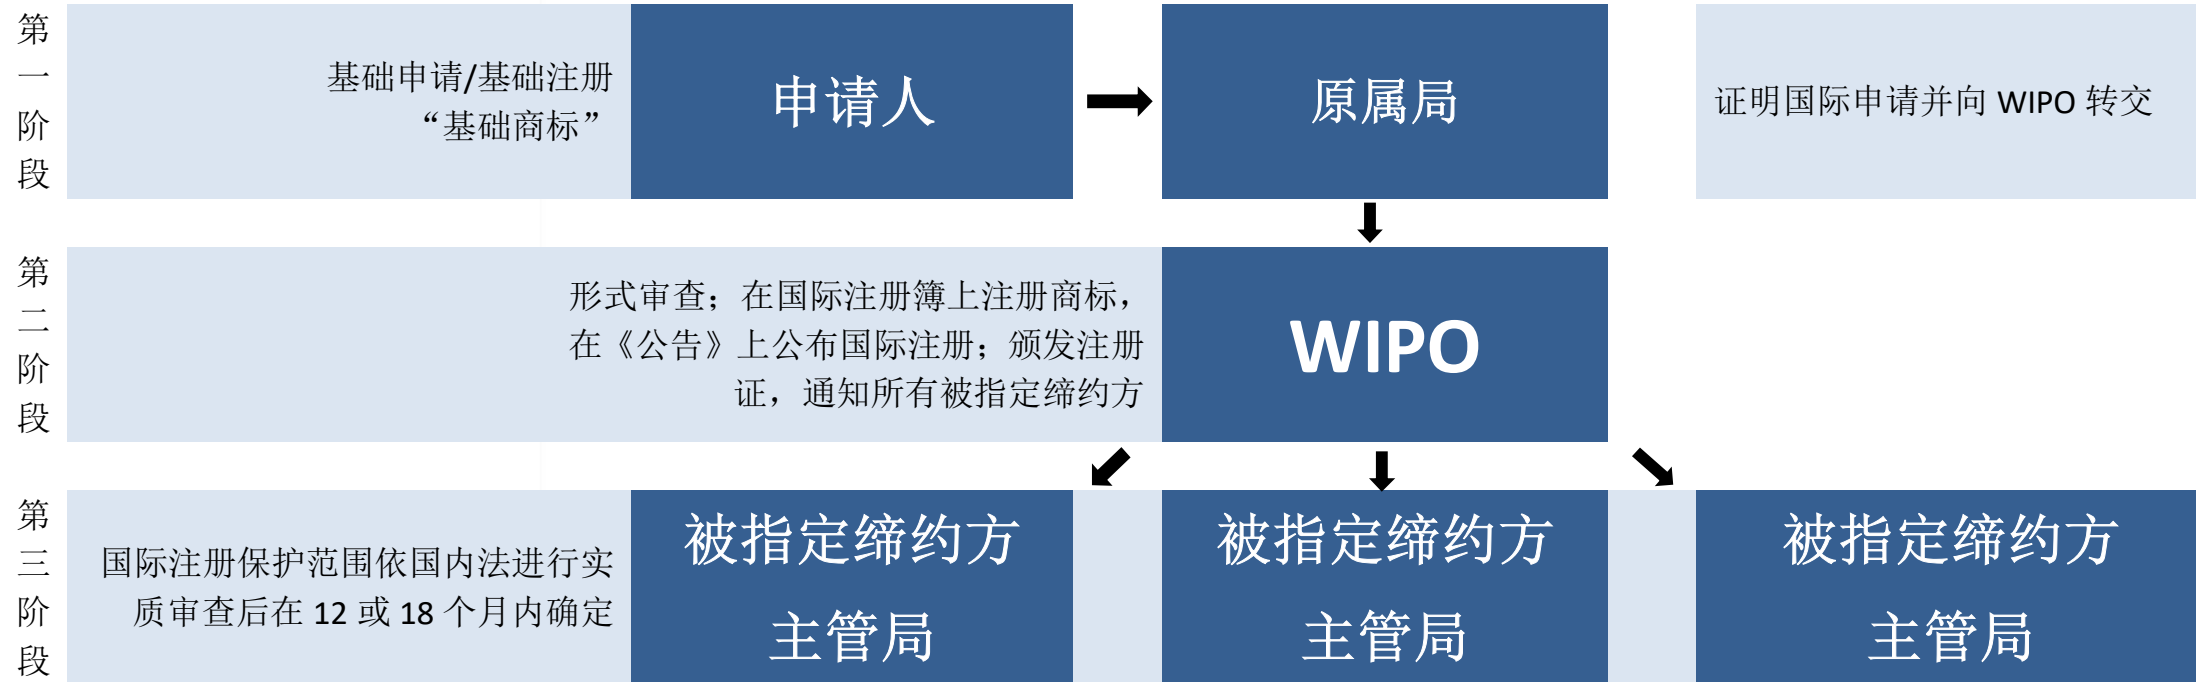 第一阶段
基础申请/基础注册
“基础商标”
申请人
原属局
证明国际申请并向 WIPO 转交
第二阶段
形式审查；在国际注册簿上注册商标，
在《公告》上公布国际注册；颁发注册
证，通知所有被指定缔约方
WIPO
第三阶段
国际注册保护范围依国内法进行实
质审查后在 12 或 18 个月内确定
被指定缔约方
主管局
被指定缔约方
主管局
被指定缔约方
主管局